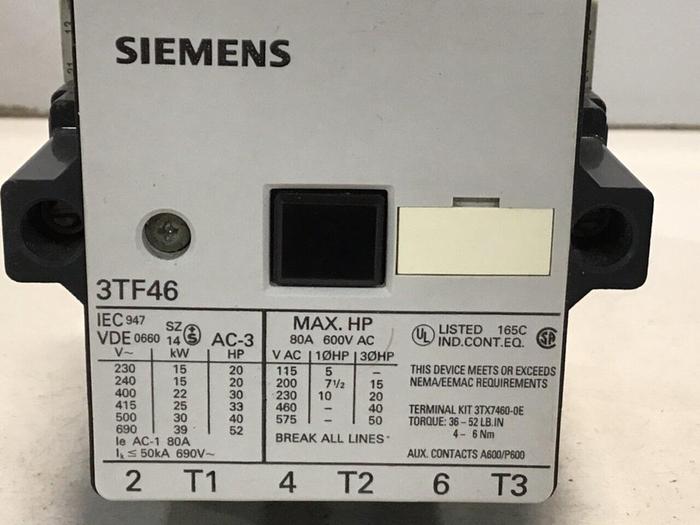 SIEMENS
3TF46
IEC 947 SZ
VDE 0660 14 S AC-3
V~ kW HP
230 15 20
240 15 20
400 22 30
415 25 33
500 30 40
690 39 52
Ie AC-1 80A
Ik ≤ 50kA 690V~
MAX. HP
80A 600V AC
V AC 1ØHP 3ØHP
115 5 –
200 7½ 15
230 10 20
460 – 40
575 – 50
BREAK ALL LINES
UL LISTED 165C SA
IND.CONT.EQ.
THIS DEVICE MEETS OR EXCEEDS
NEMA/EEMAC REQUIREMENTS
TERMINAL KIT 3TX7460-0E
TORQUE: 36 – 52 LB.IN
4 – 6 Nm
AUX. CONTACTS A600/P600
2 T1 4 T2 6 T3